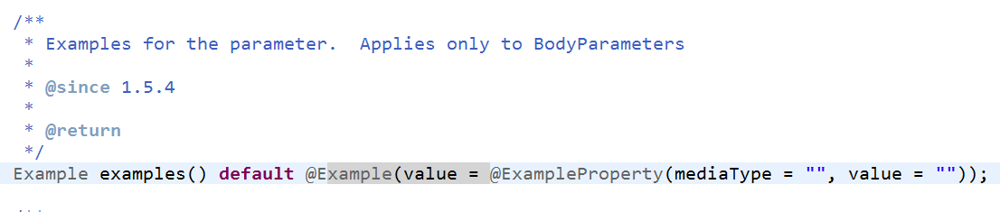 /**
* Examples for the parameter.  Applies only to BodyParameters
*
* @since 1.5.4
*
* @return
*/
Example examples() default @Example(value = @ExampleProperty(mediaType = "", value = ""));